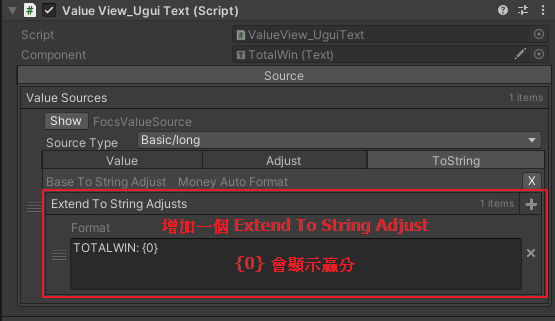 Value View_Ugui Text (Script)
Script ValueView_UguiText
Component TotalWin (Text)
Source
Value Sources 1 items
Show FocsValueSource
Source Type Basic/long
Value Adjust ToString
Base To String Adjust Money Auto Format X
Extend To String Adjusts 1 items +
Format
增加一個 Extend To String Adjust
TOTALWIN: {0}
{0} 會顯示贏分